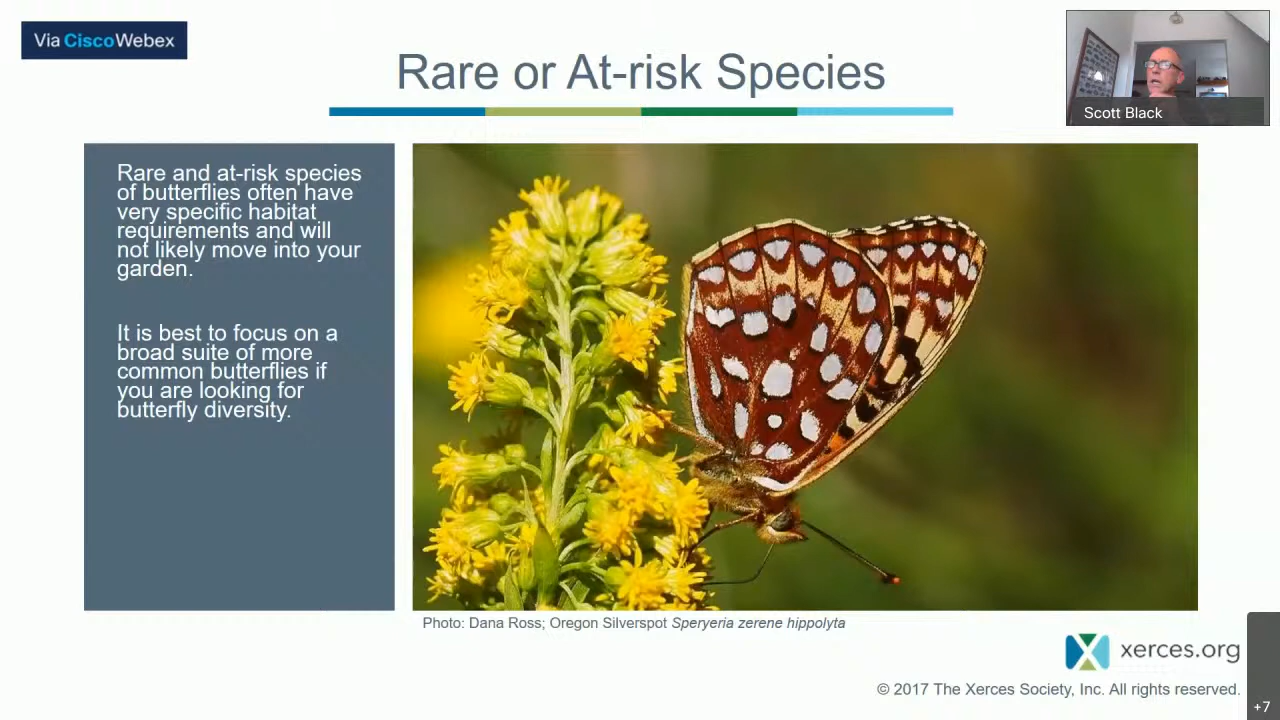 Via CiscoWebex
Rare or At-risk Species
Scott Black
Rare and at-risk species
of butterflies often have
very specific habitat
requirements and will
not likely move into your
garden.
It is best to focus on a
broad suite of more
common butterflies if
you are looking for
butterfly diversity.
Photo: Dana Ross; Oregon Silverspot Speryeria zerene hippolyta
xerces.org
© 2017 The Xerces Society, Inc. All rights reserved.
+7